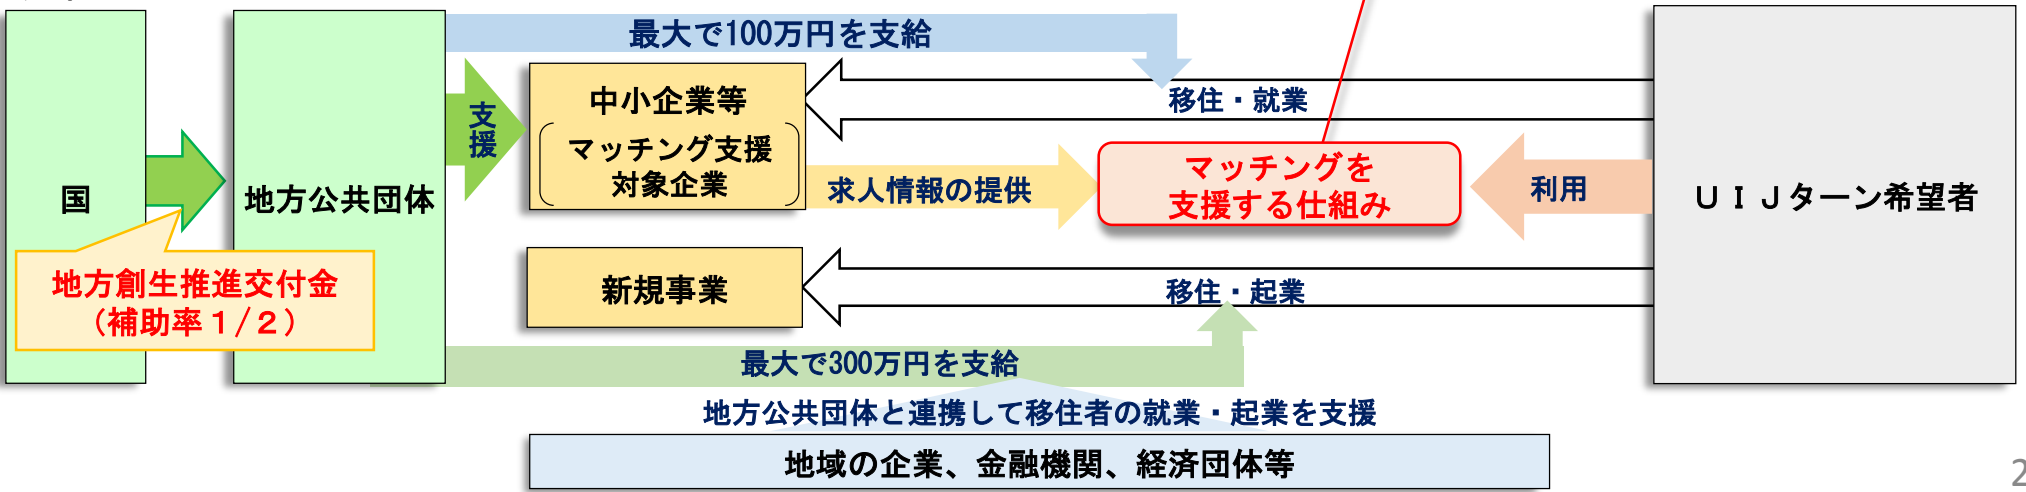 最大で100万円を支給
支援
中小企業等
マッチング支援
対象企業
移住・就業
国
地方公共団体
求人情報の提供
マッチングを
支援する仕組み
利用
ＵＩＪターン希望者
地方創生推進交付金
（補助率１/２）
新規事業
移住・起業
最大で300万円を支給
地方公共団体と連携して移住者の就業・起業を支援
地域の企業、金融機関、経済団体等
2